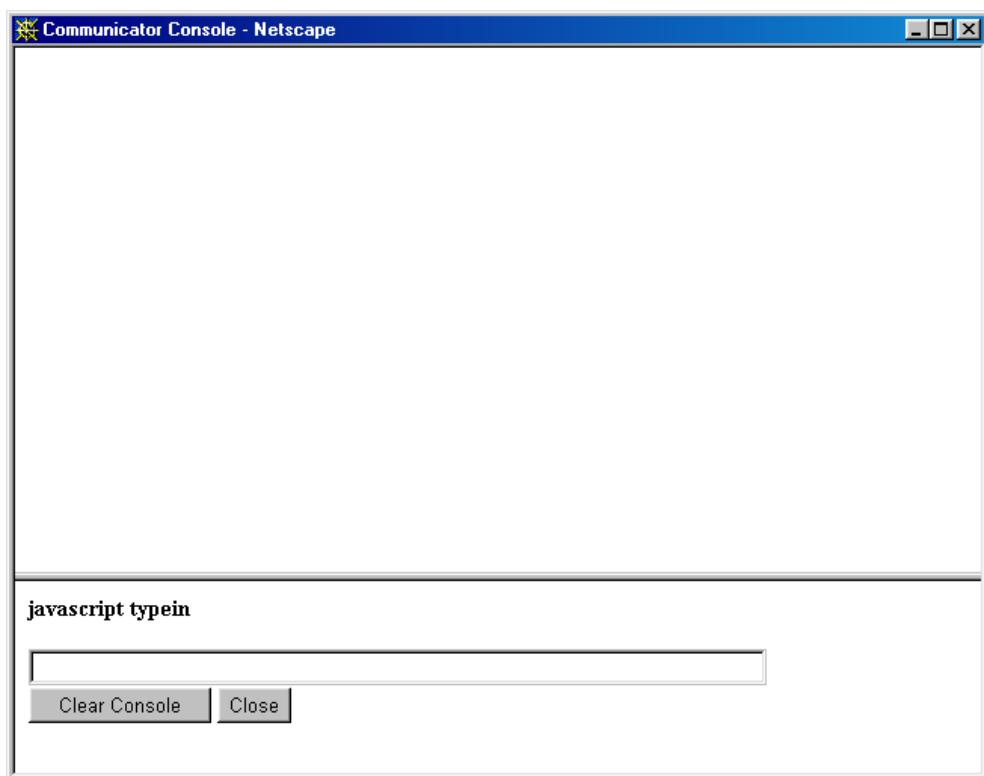 Communicator Console - Netscape
javascript typein
Clear Console Close